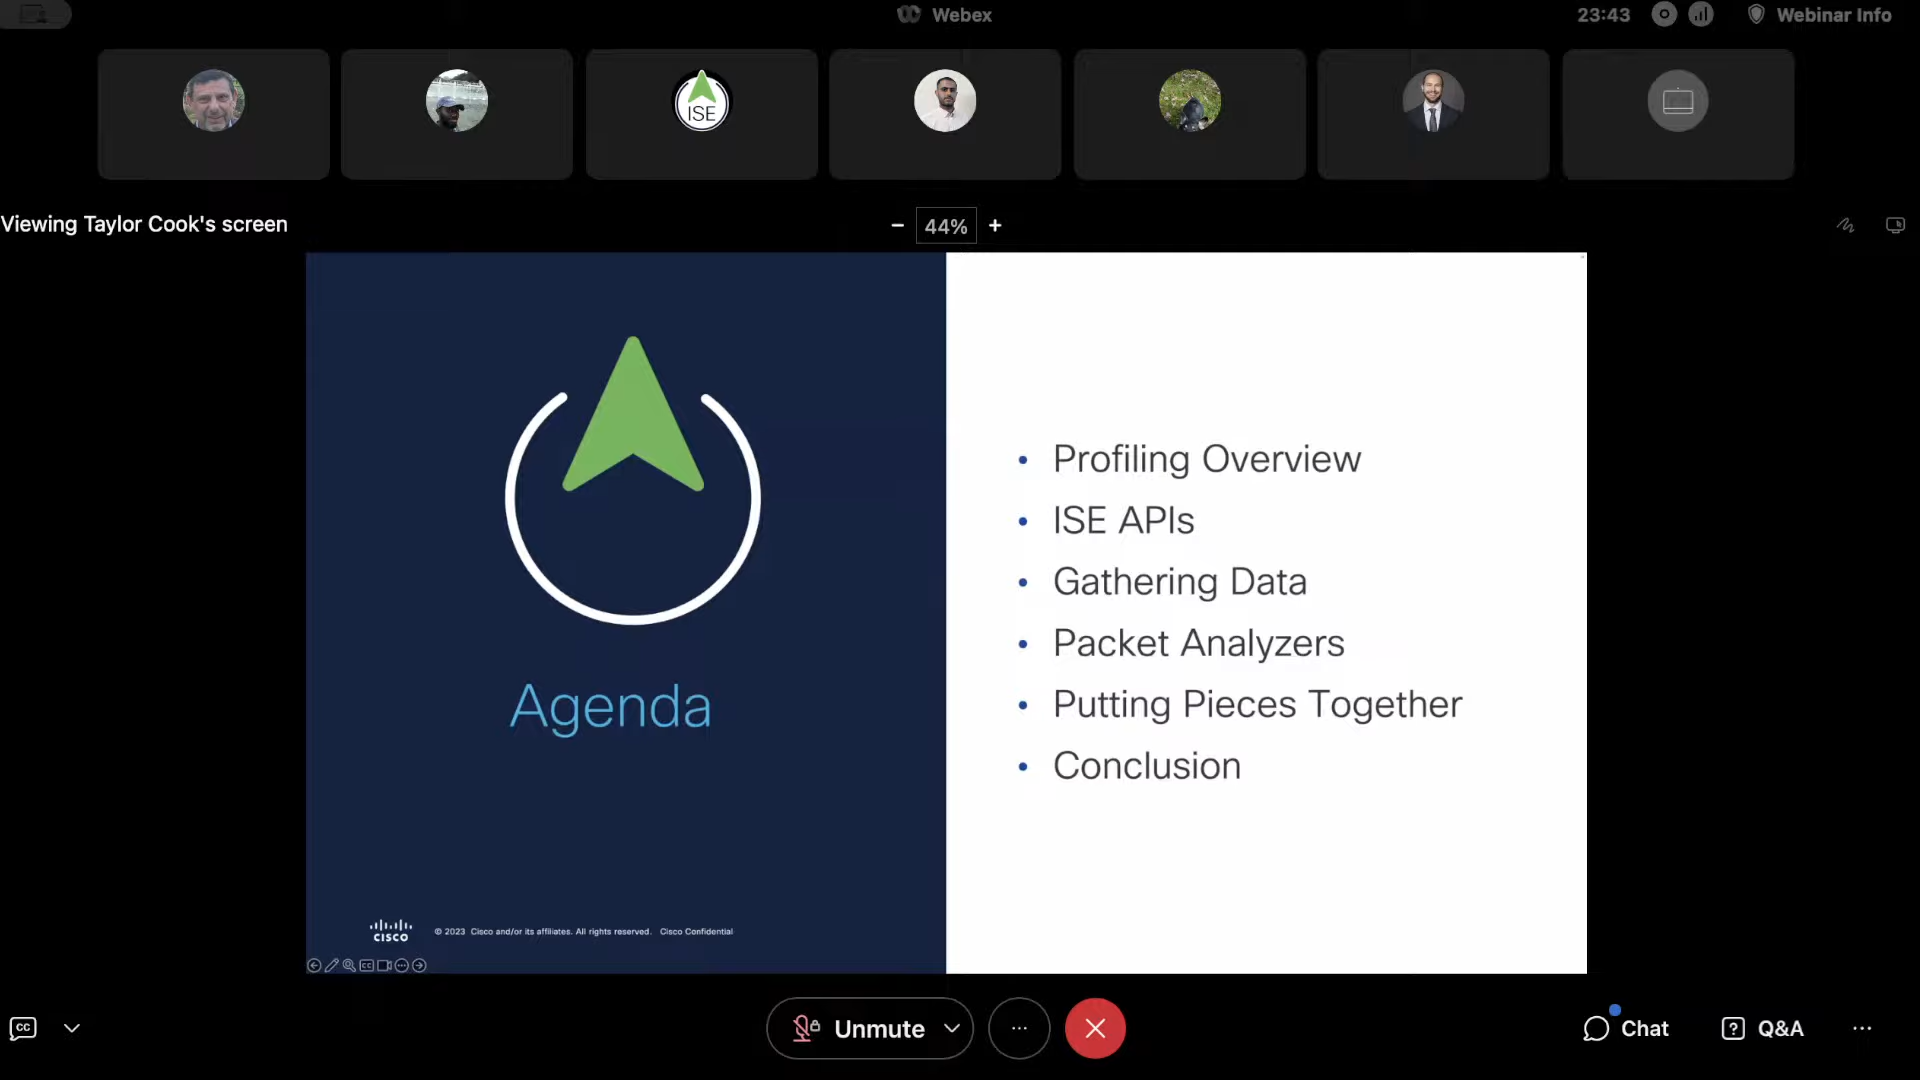 Webex
23:43
Webinar Info
ISE
Viewing Taylor Cook's screen
44%
Profiling Overview
ISE APIs
Gathering Data
Packet Analyzers
Putting Pieces Together
Conclusion
Agenda
CISCO
© 2023 Cisco and/or its affiliates. All rights reserved. Cisco Confidential
CC
CC
Unmute
Chat
Q&A